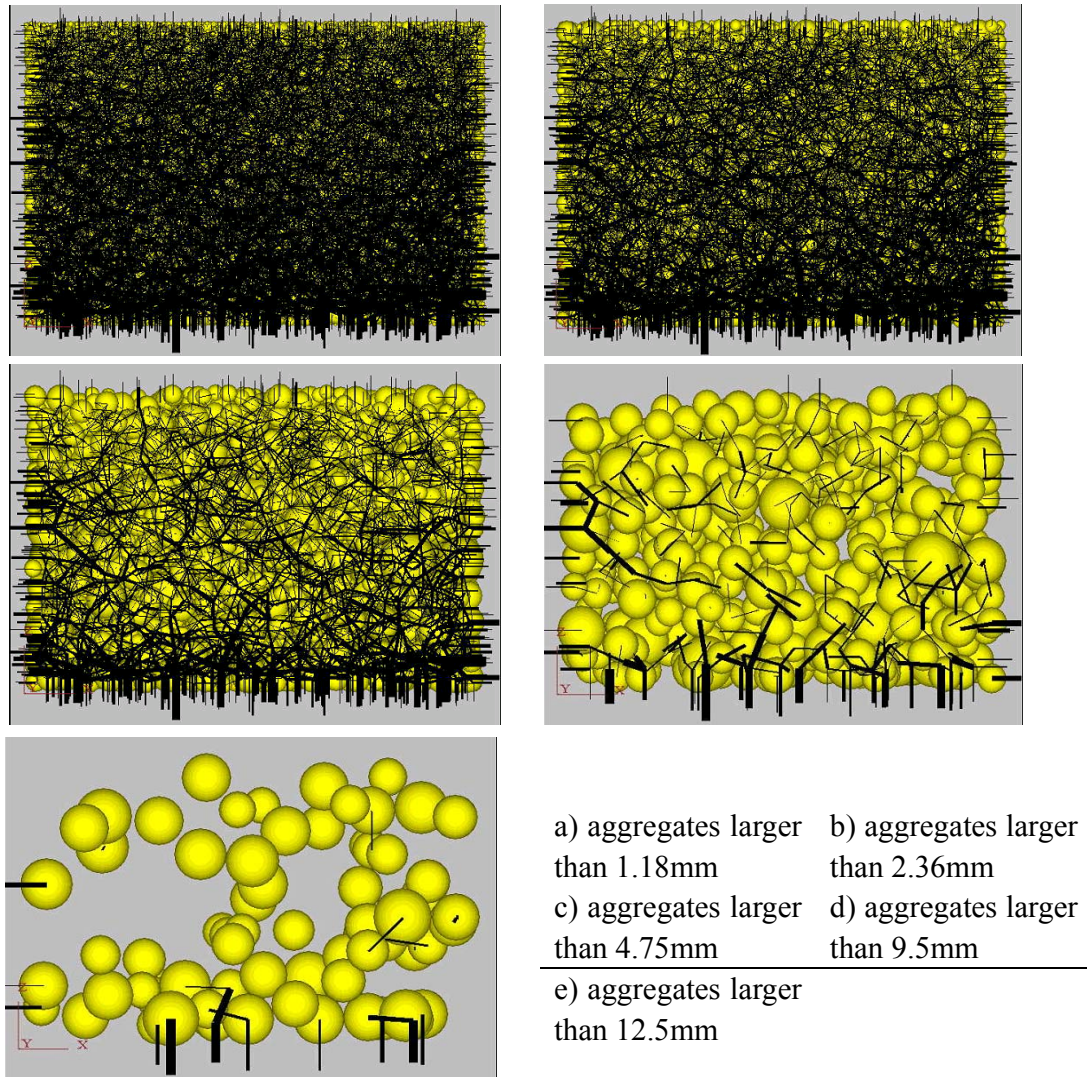 a) aggregates larger than 1.18mm
b) aggregates larger than 2.36mm
c) aggregates larger than 4.75mm
d) aggregates larger than 9.5mm
e) aggregates larger than 12.5mm
Z
Y X
Z
Y X